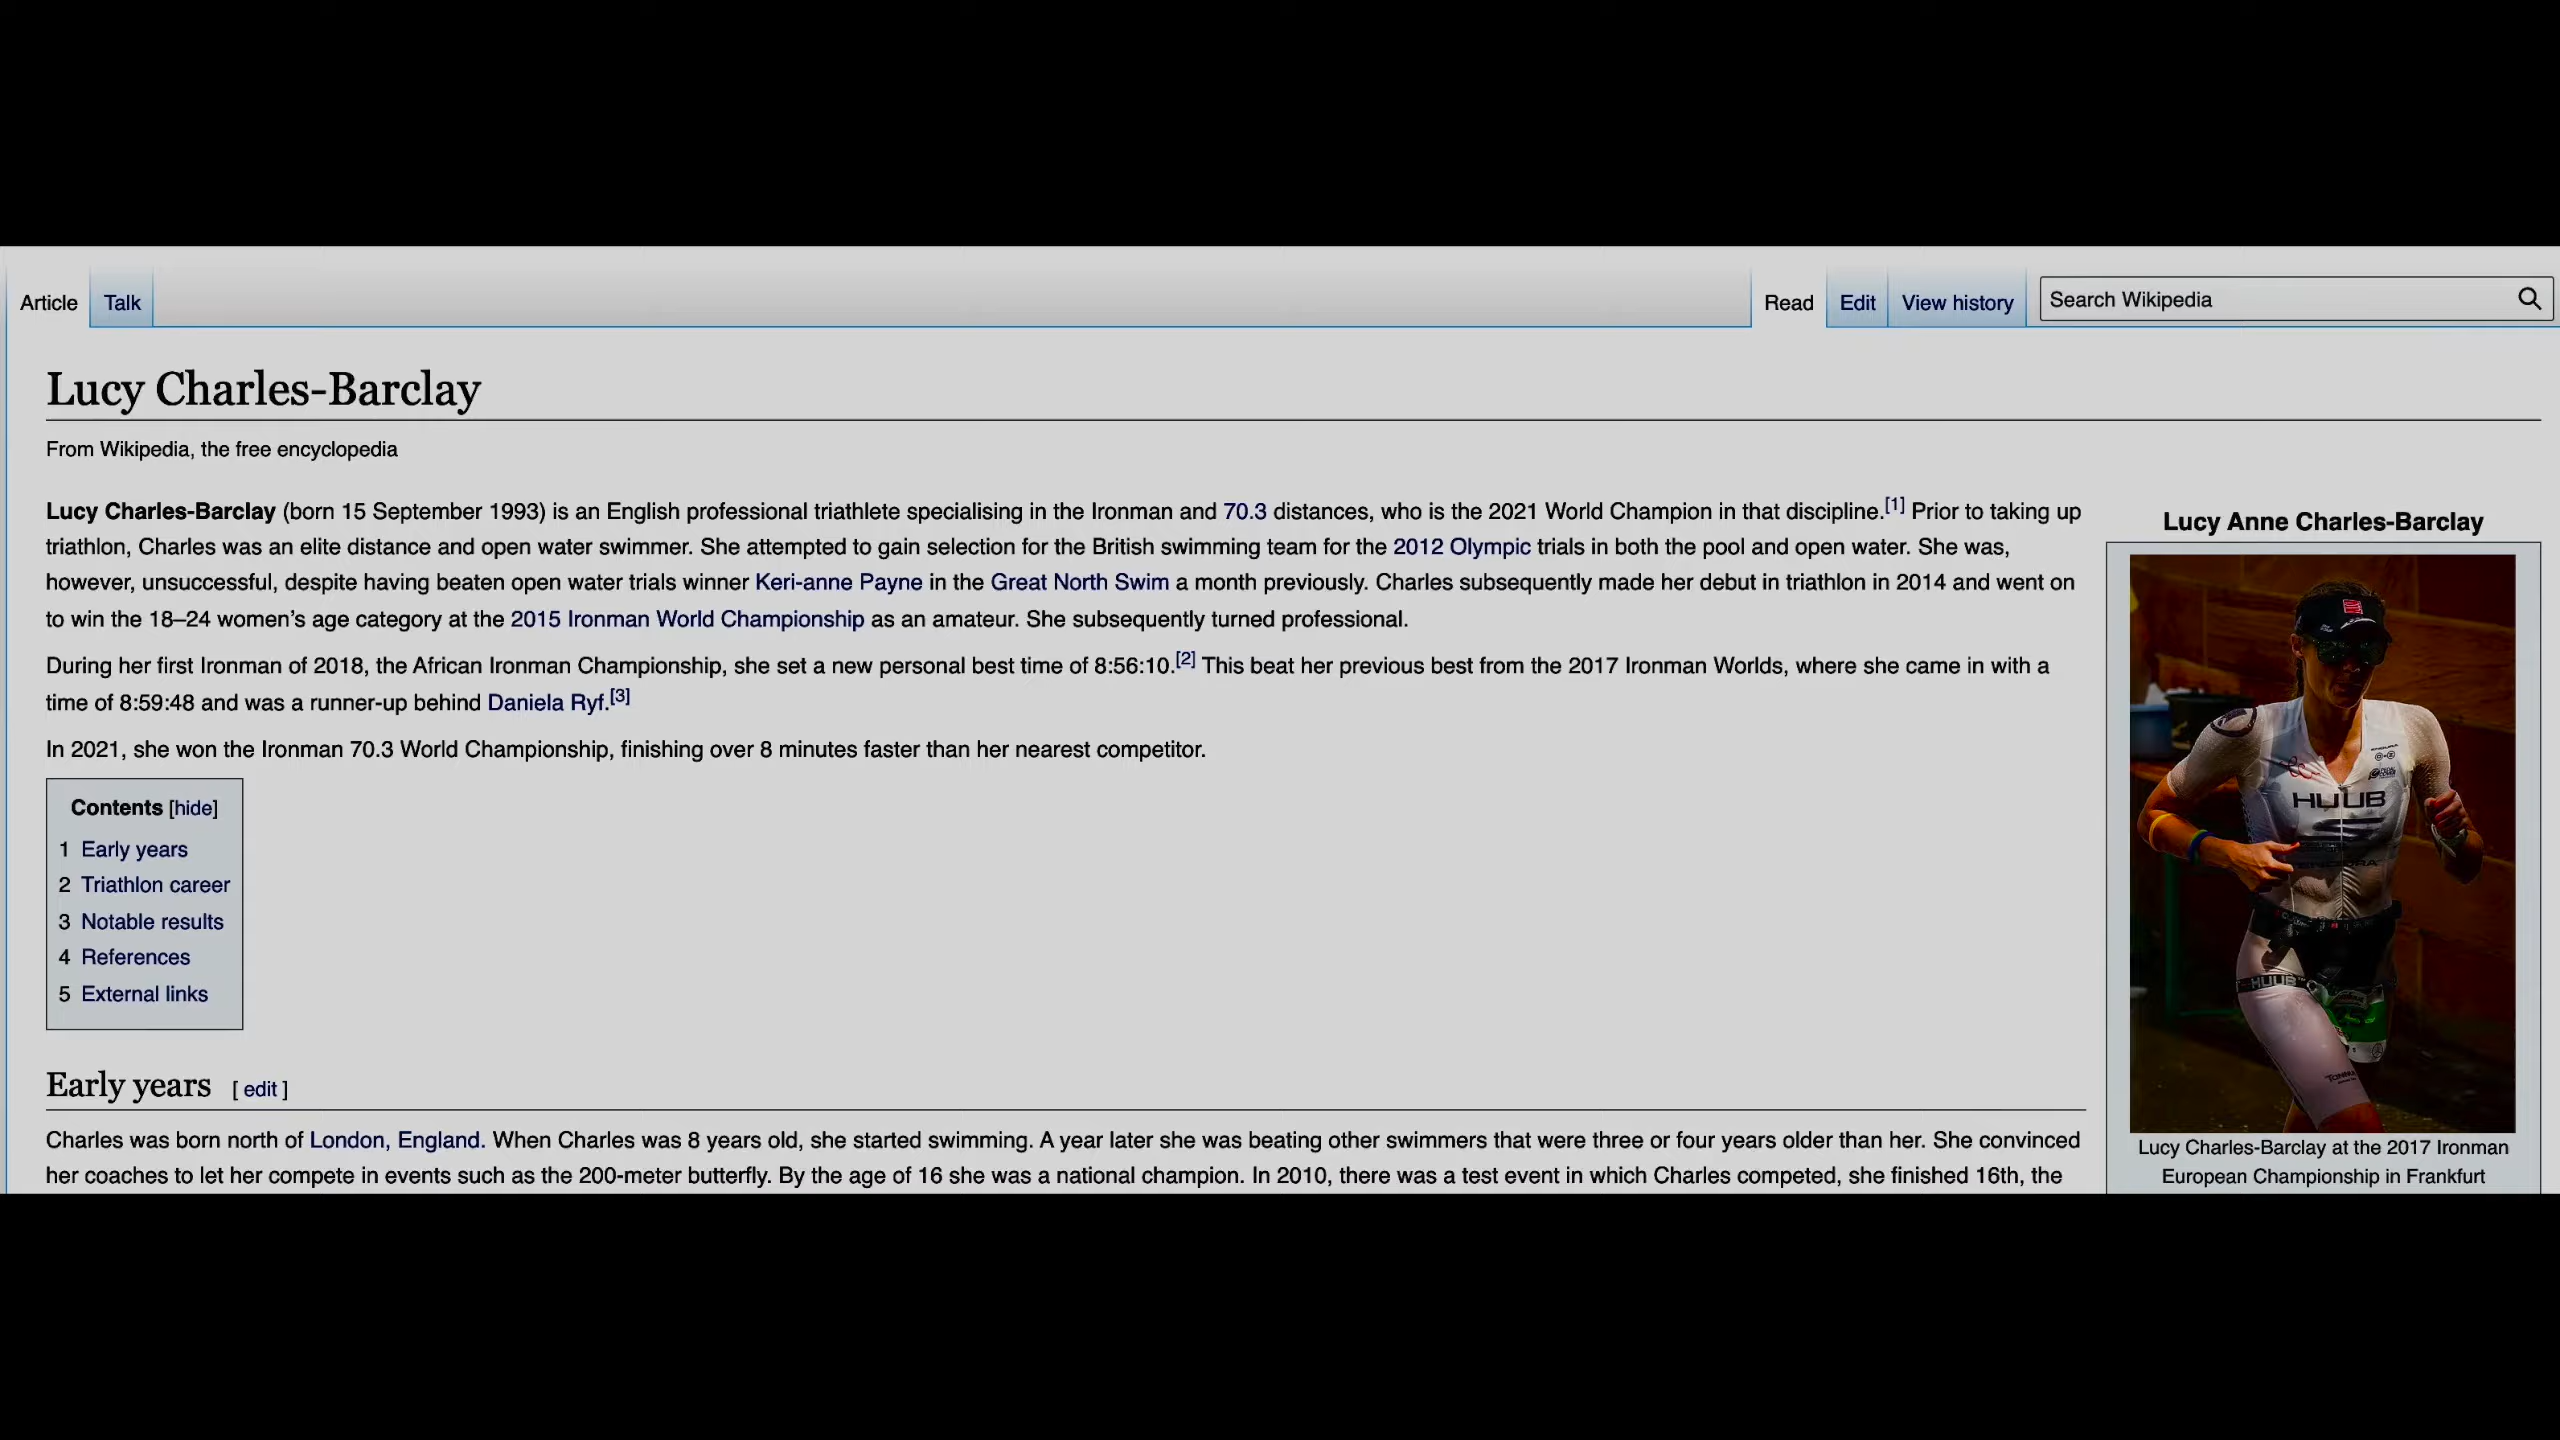 Article
Talk
Read
Edit
View history
Search Wikipedia
Lucy Charles-Barclay
From Wikipedia, the free encyclopedia
Lucy Charles-Barclay (born 15 September 1993) is an English professional triathlete specialising in the Ironman and 70.3 distances, who is the 2021 World Champion in that discipline.[1] Prior to taking up
triathlon, Charles was an elite distance and open water swimmer. She attempted to gain selection for the British swimming team for the 2012 Olympic trials in both the pool and open water. She was,
however, unsuccessful, despite having beaten open water trials winner Keri-anne Payne in the Great North Swim a month previously. Charles subsequently made her debut in triathlon in 2014 and went on
to win the 18–24 women's age category at the 2015 Ironman World Championship as an amateur. She subsequently turned professional.
During her first Ironman of 2018, the African Ironman Championship, she set a new personal best time of 8:56:10.[2] This beat her previous best from the 2017 Ironman Worlds, where she came in with a
time of 8:59:48 and was a runner-up behind Daniela Ryf.[3]
In 2021, she won the Ironman 70.3 World Championship, finishing over 8 minutes faster than her nearest competitor.
Contents [hide]
1 Early years
2 Triathlon career
3 Notable results
4 References
5 External links
Early years [ edit ]
Charles was born north of London, England. When Charles was 8 years old, she started swimming. A year later she was beating other swimmers that were three or four years older than her. She convinced
her coaches to let her compete in events such as the 200-meter butterfly. By the age of 16 she was a national champion. In 2010, there was a test event in which Charles competed, she finished 16th, the
Lucy Anne Charles-Barclay
HUUB
HUUB
Lucy Charles-Barclay at the 2017 Ironman
European Championship in Frankfurt